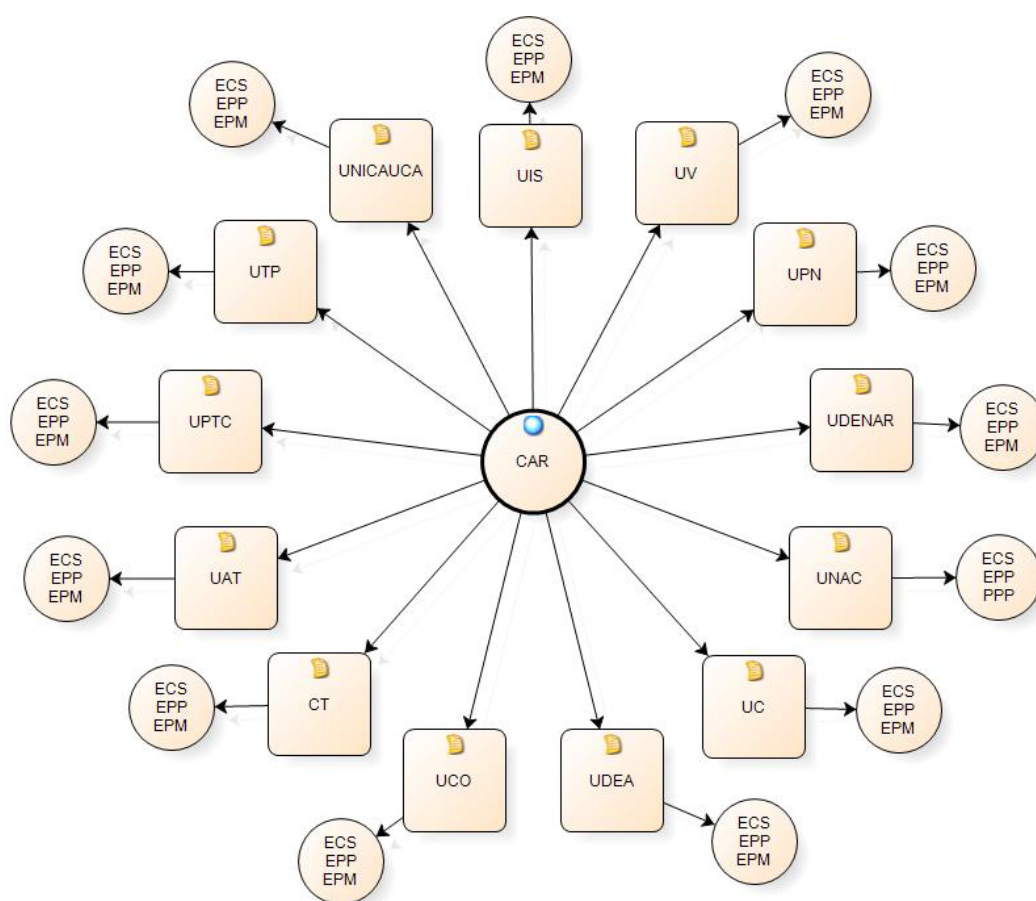 ECS
EPP
EPM
ECS
EPP
EPM
ECS
EPP
EPM
UNICAUCA
UIS
UV
ECS
EPP
EPM
UTP
UPN
ECS
EPP
EPM
ECS
EPP
EPM
UPTC
UDENAR
ECS
EPP
EPM
CAR
ECS
EPP
EPM
UAT
UNAC
ECS
EPP
PPP
ECS
EPP
EPM
CT
UC
ECS
EPP
EPM
UCO
UDEA
ECS
EPP
EPM
ECS
EPP
EPM